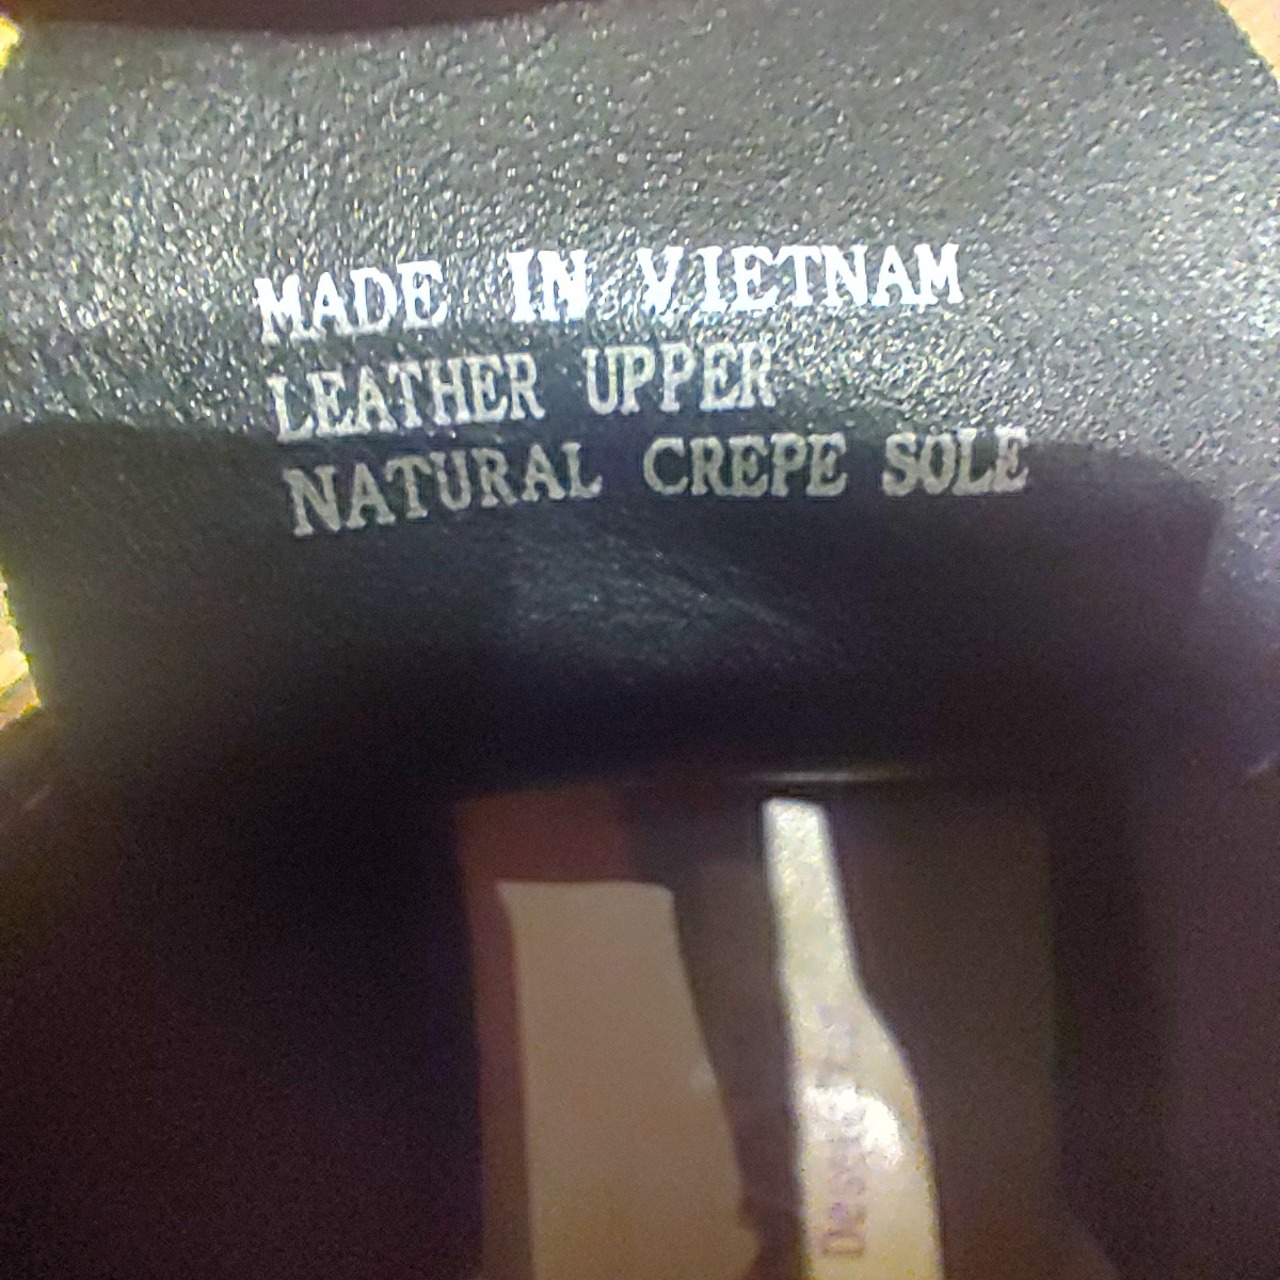 MADE IN VIETNAM
LEATHER UPPER
NATURAL CREPE SOLE